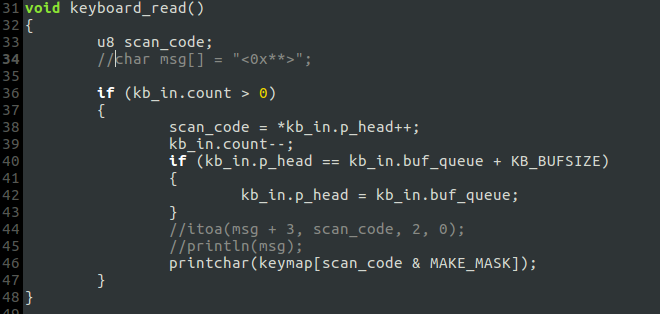 31 void keyboard_read()
32 {
33         u8 scan_code;
34         //char msg[] = "<0x**>";
35
36         if (kb_in.count > 0)
37         {
38                 scan_code = *kb_in.p_head++;
39                 kb_in.count--;
40                 if (kb_in.p_head == kb_in.buf_queue + KB_BUFSIZE)
41                 {
42                         kb_in.p_head = kb_in.buf_queue;
43                 }
44                 //itoa(msg + 3, scan_code, 2, 0);
45                 //println(msg);
46                 printchar(keymap[scan_code & MAKE_MASK]);
47         }
48 }